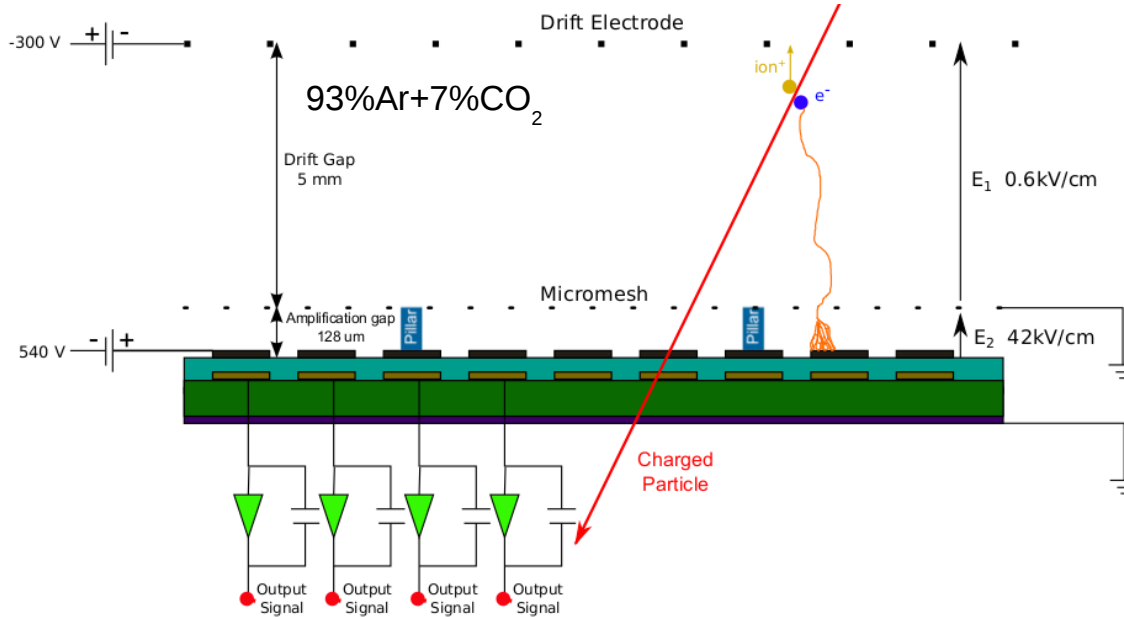 Drift Electrode
+ -
-300 V
ion+
93%Ar+7%CO2
e-
Drift Gap
5 mm
E1 0.6kV/cm
Micromesh
Amplification gap
128 um
Pillar
Pillar
- +
540 V
E2 42kV/cm
Charged
Particle
Output
Signal
Output
Signal
Output
Signal
Output
Signal